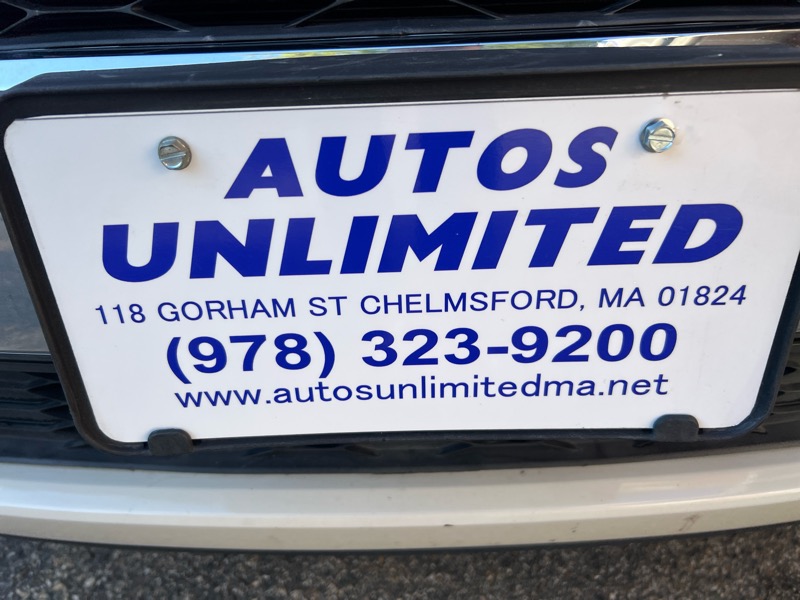 AUTOS
UNLIMITED
118 GORHAM ST CHELMSFORD, MA 01824
(978) 323-9200
www.autosunlimitedma.net